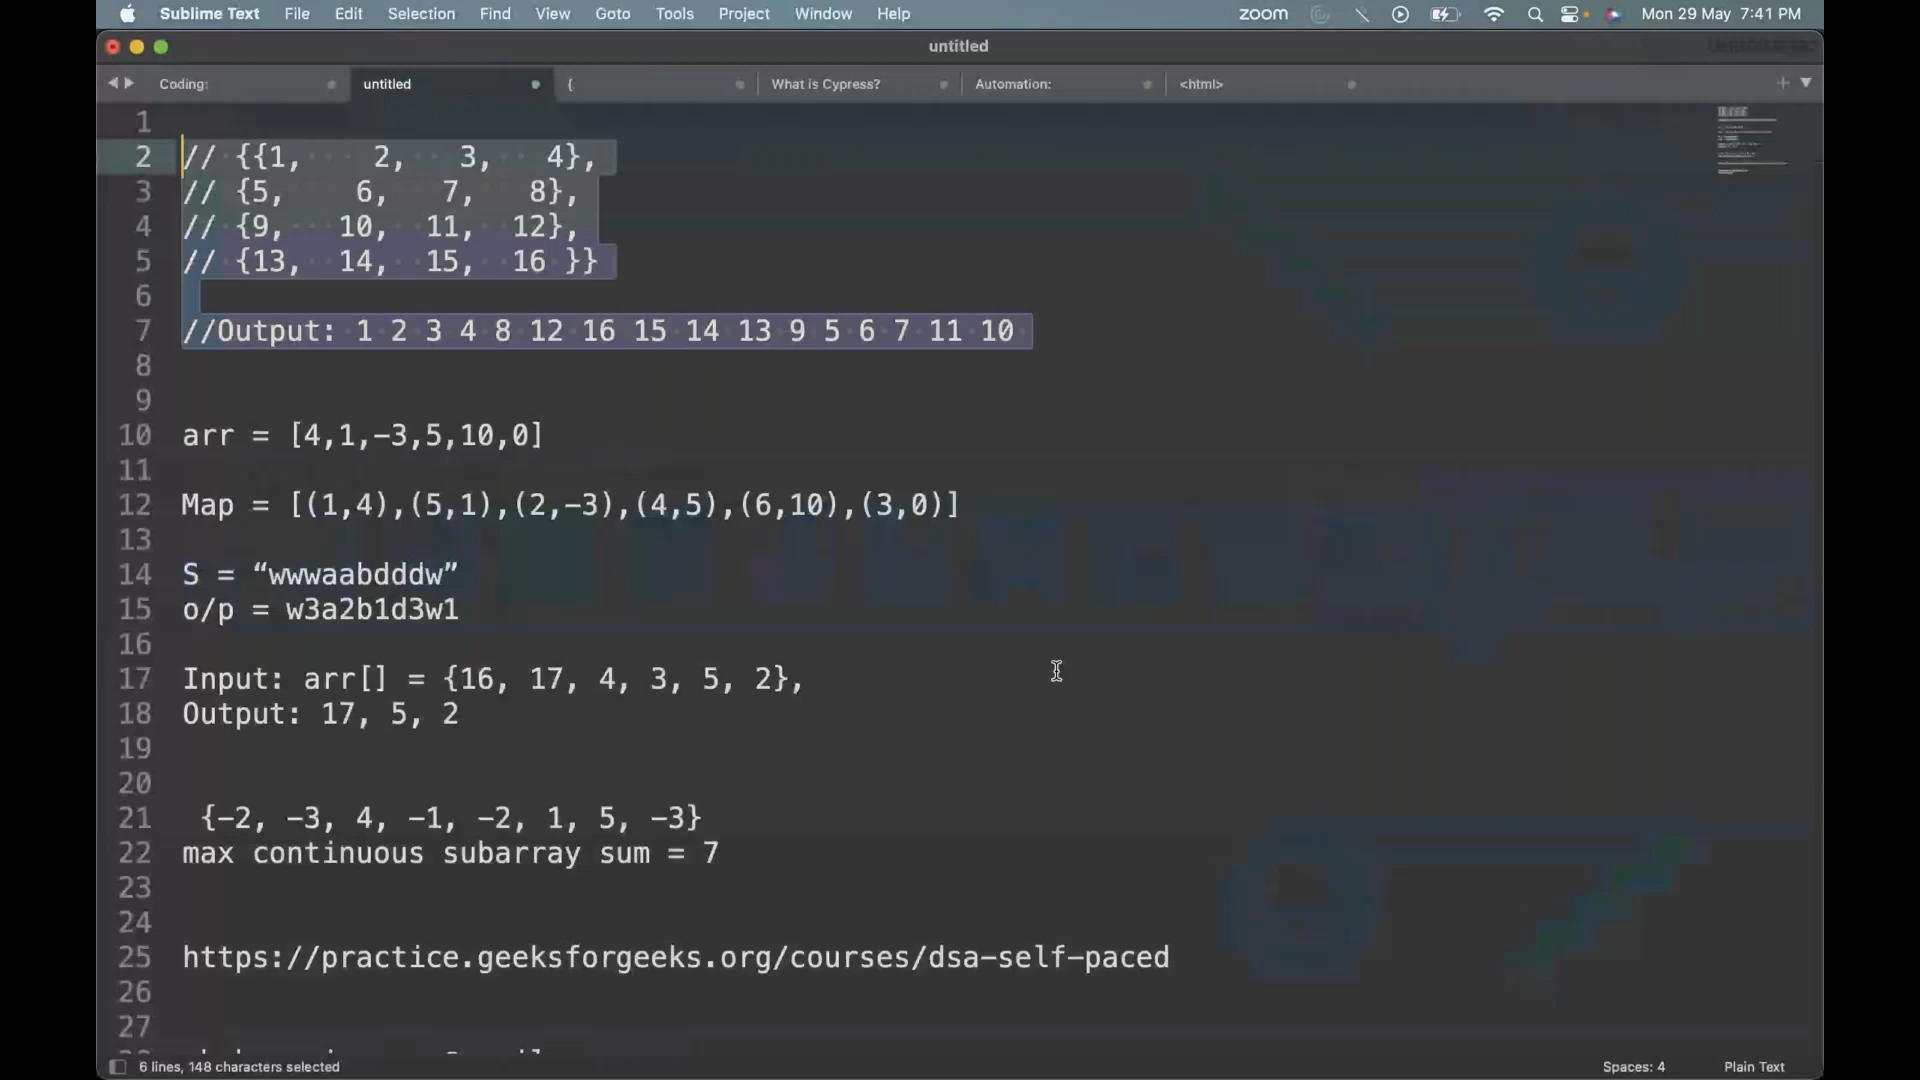 Sublime Text File Edit Selection Find View Goto Tools Project Window Help zoom Mon 29 May 7:41 PM
untitled
Coding: untitled { What is Cypress? Automation: <html>
1
2 // {{1, 2, 3, 4},
3 // {5, 6, 7, 8},
4 // {9, 10, 11, 12},
5 // {13, 14, 15, 16 }}
6
7 //Output: 1 2 3 4 8 12 16 15 14 13 9 5 6 7 11 10
8
9
10 arr = [4,1,-3,5,10,0]
11
12 Map = [(1,4),(5,1),(2,-3),(4,5),(6,10),(3,0)]
13
14 S = “wwwaabdddw”
15 o/p = w3a2b1d3w1
16
17 Input: arr[] = {16, 17, 4, 3, 5, 2},
18 Output: 17, 5, 2
19
20
21 {-2, -3, 4, -1, -2, 1, 5, -3}
22 max continuous subarray sum = 7
23
24
25 https://practice.geeksforgeeks.org/courses/dsa-self-paced
26
27
6 lines, 148 characters selected Spaces: 4 Plain Text